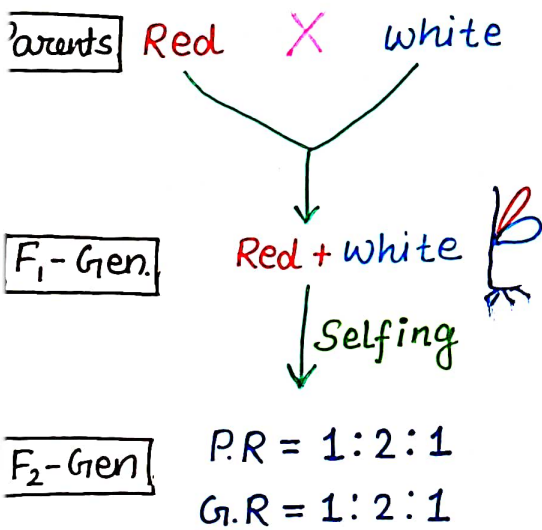 Parents Red X white
F₁-Gen. Red + white
Selfing
P.R = 1:2:1
F₂-Gen
G.R = 1:2:1